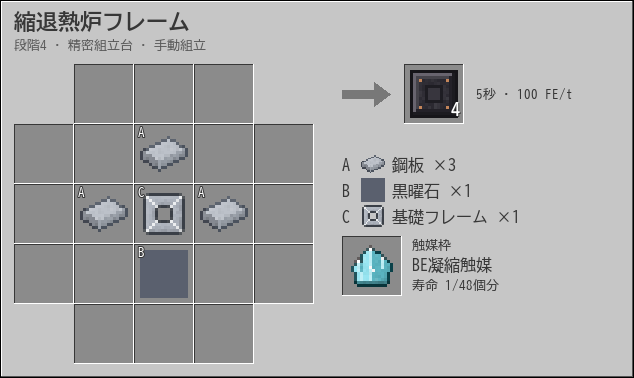 縮退熱炉フレーム
段階4 · 精密組立台 · 手動組立
A
A
C
A
B
4
5秒 · 100 FE/t
A 鋼板 ×3
B 黒曜石 ×1
C 基礎フレーム ×1
触媒枠
BE凝縮触媒
寿命 1/48個分